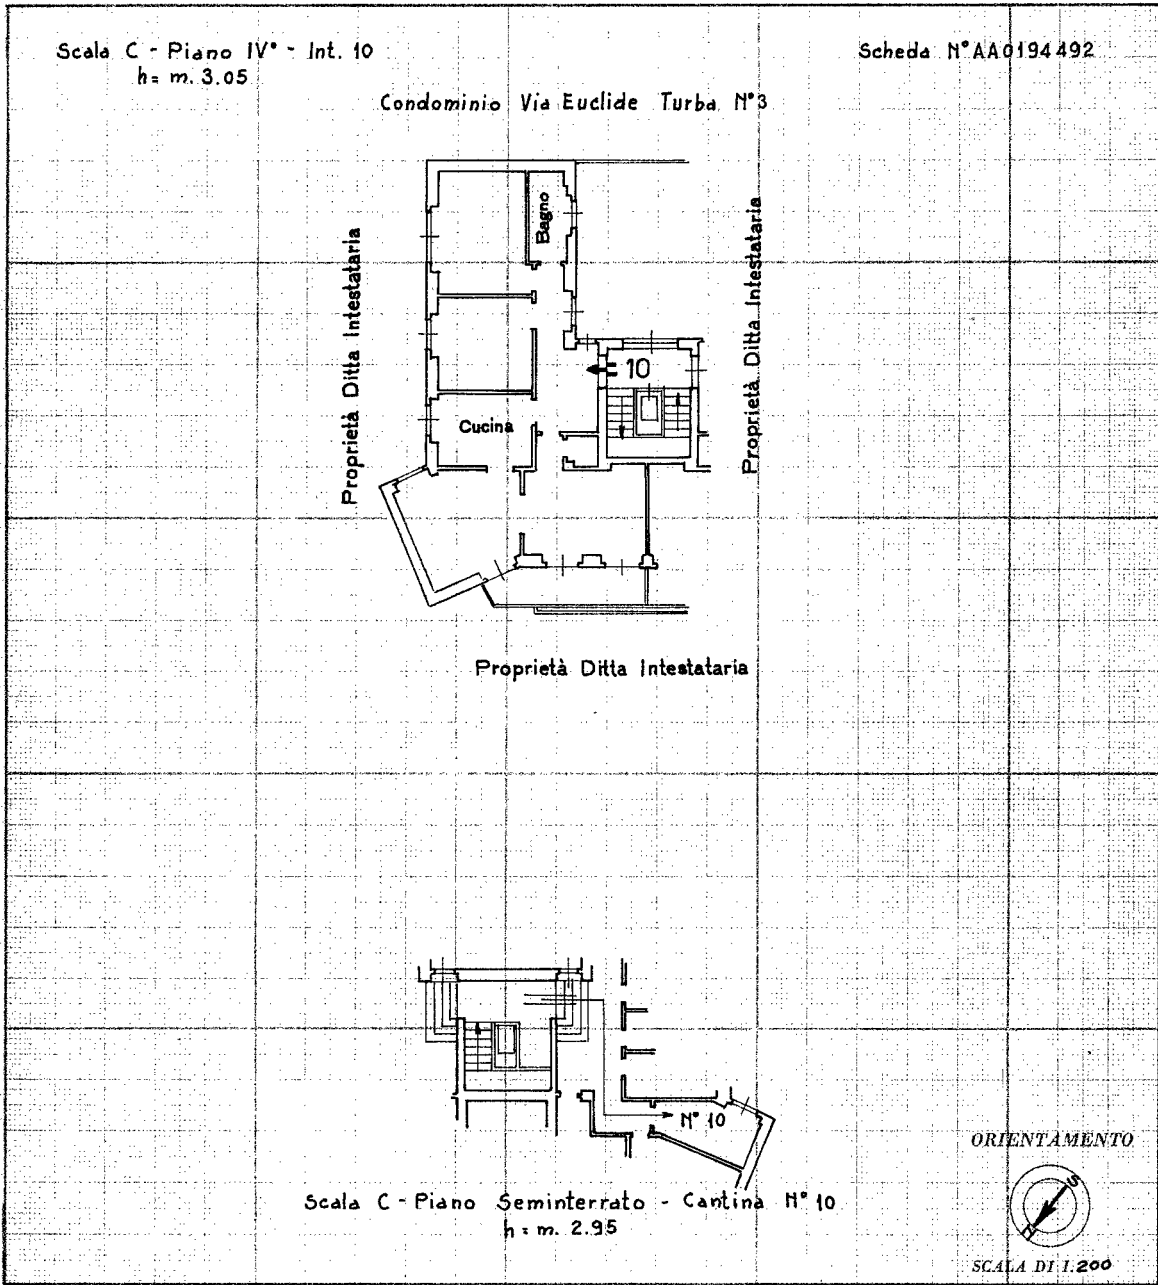 Scala C - Piano IV° - Int. 10
h= m. 3.05
Scheda N° AA0194492
Condominio Via Euclide Turba N° 3
Bagno
Proprietà Ditta Intestataria
Proprietà Ditta Intestataria
10
Cucina
Proprietà Ditta Intestataria
N° 10
Scala C - Piano Seminterrato - Cantina N° 10
h = m. 2.95
ORIENTAMENTO
S
N
SCALA DI 1:200